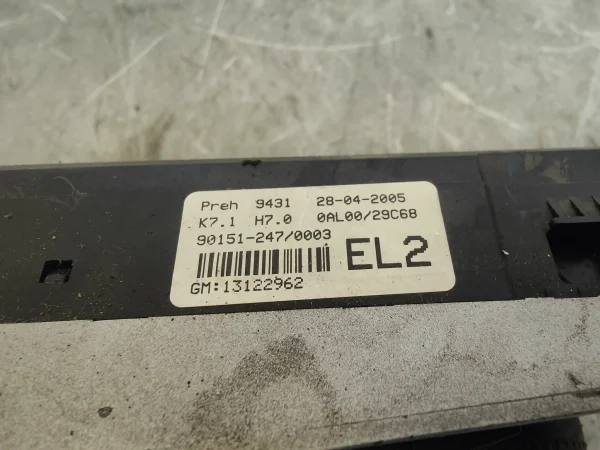 Preh 9431 28-04-2005
K7.1 H7.0 0AL00/29C68
90151-247/0003
EL2
GM:13122962